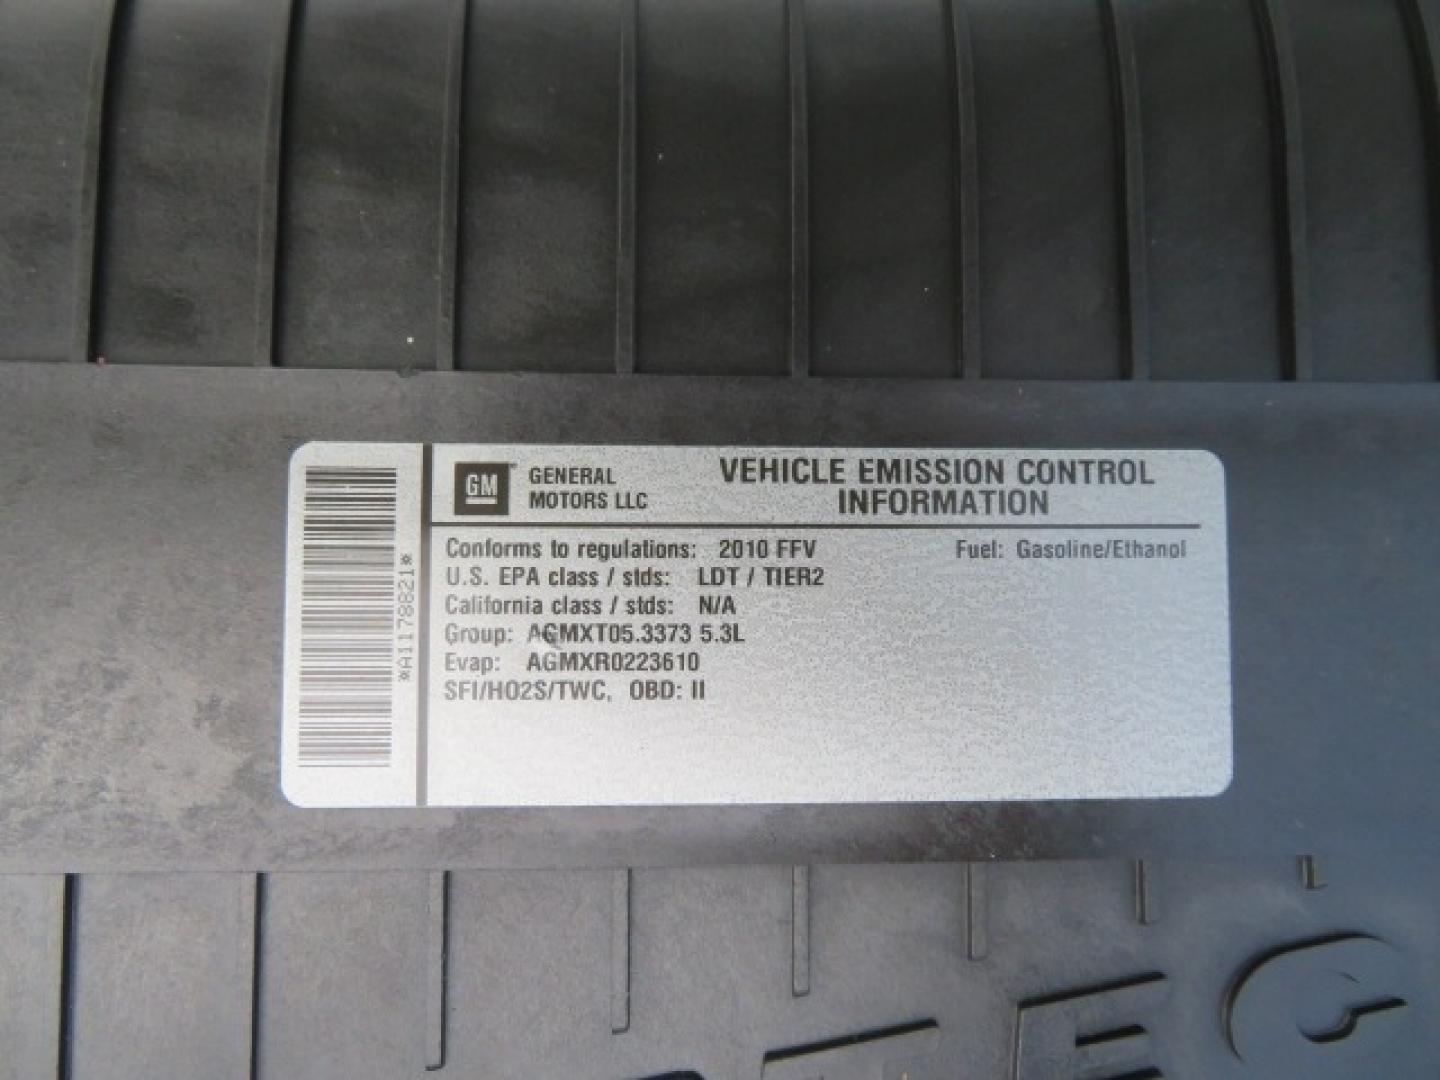 GM GENERAL MOTORS LLC
VEHICLE EMISSION CONTROL
INFORMATION
Conforms to regulations: 2010 FFV Fuel: Gasoline/Ethanol
U.S. EPA class / stds: LDT / TIER2
California class / stds: N/A
Group: AGMXT05.3373 5.3L
Evap: AGMXR0223610
SFI/HO2S/TWC, OBD: II
*A1178821*
TEC